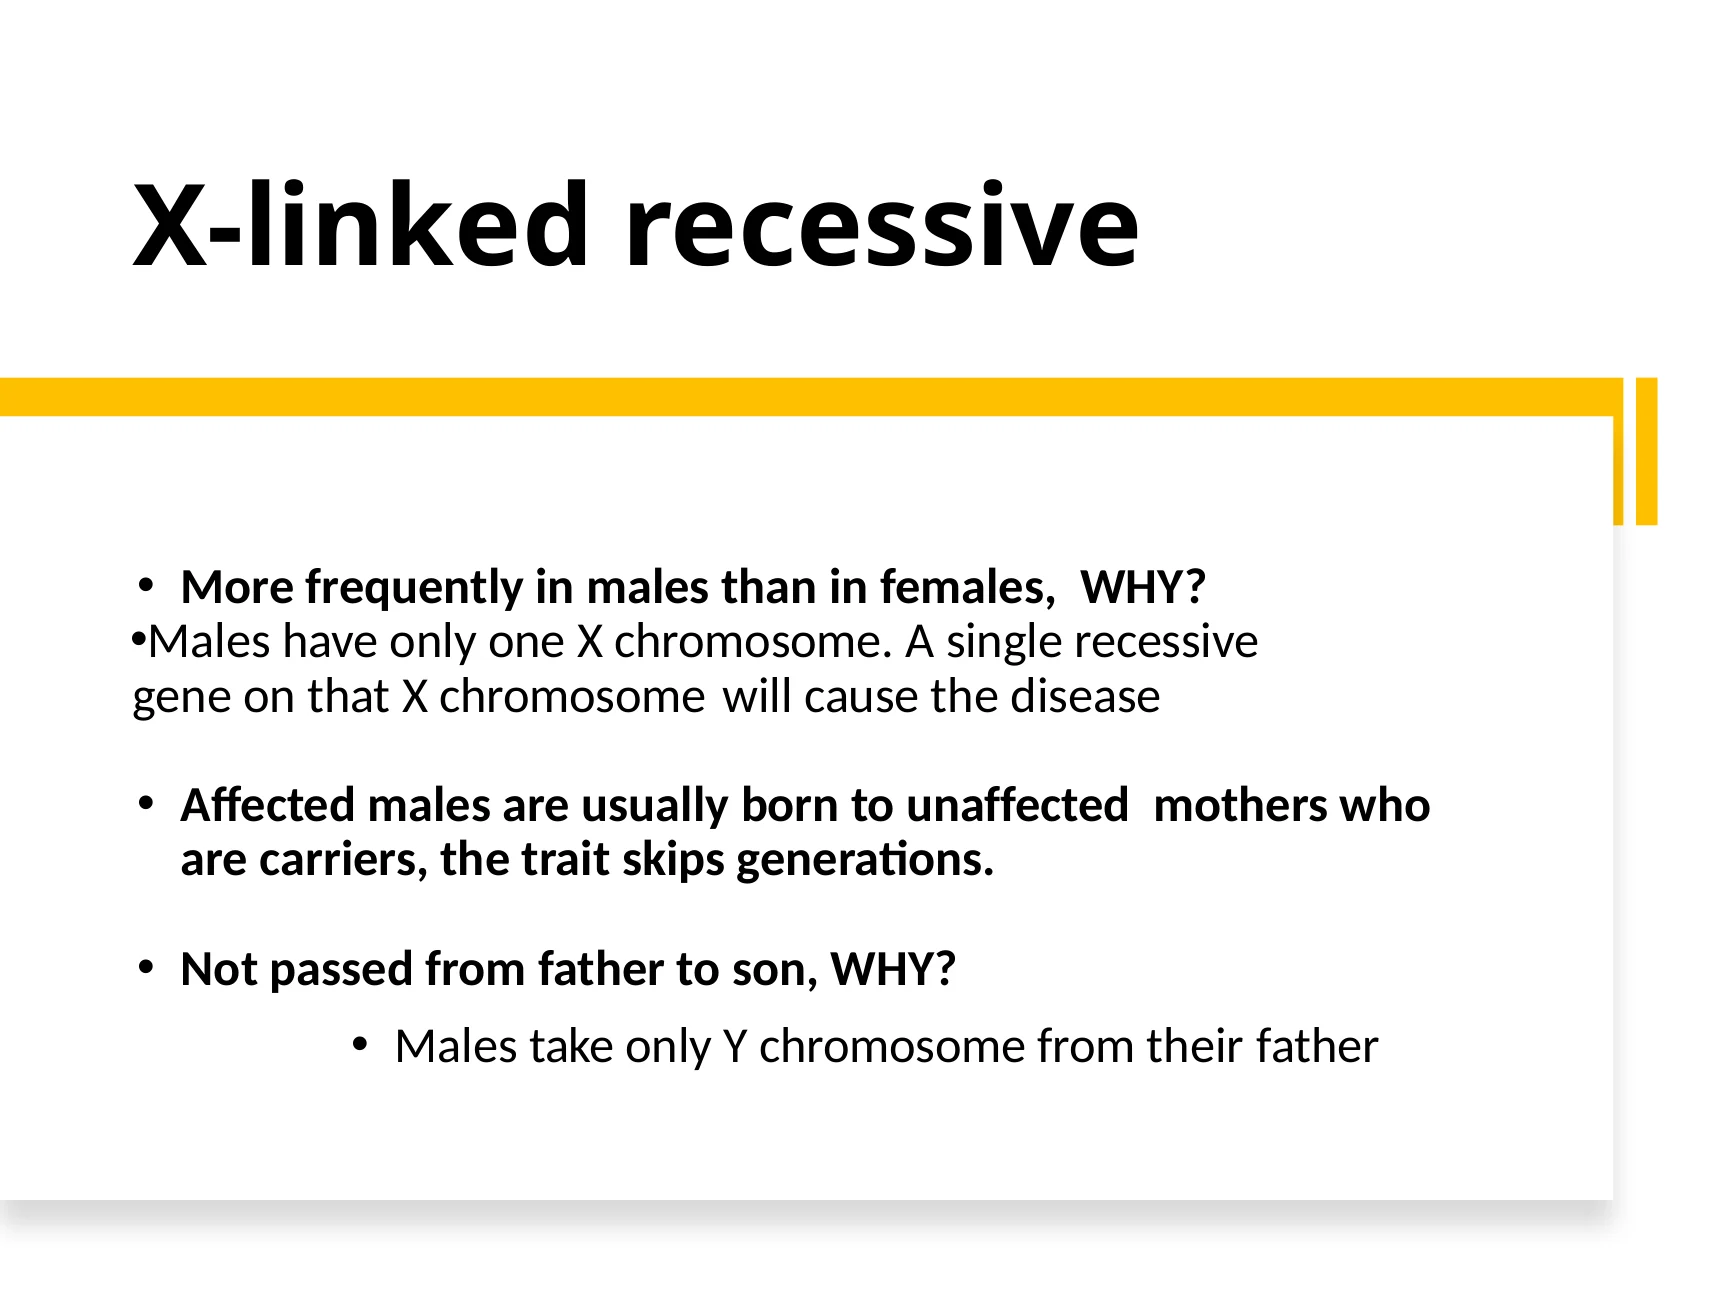 X-linked recessive
• More frequently in males than in females,  WHY?
•Males have only one X chromosome. A single recessive
gene on that X chromosome will cause the disease
• Affected males are usually born to unaffected  mothers who
are carriers, the trait skips generations.
• Not passed from father to son, WHY?
• Males take only Y chromosome from their father